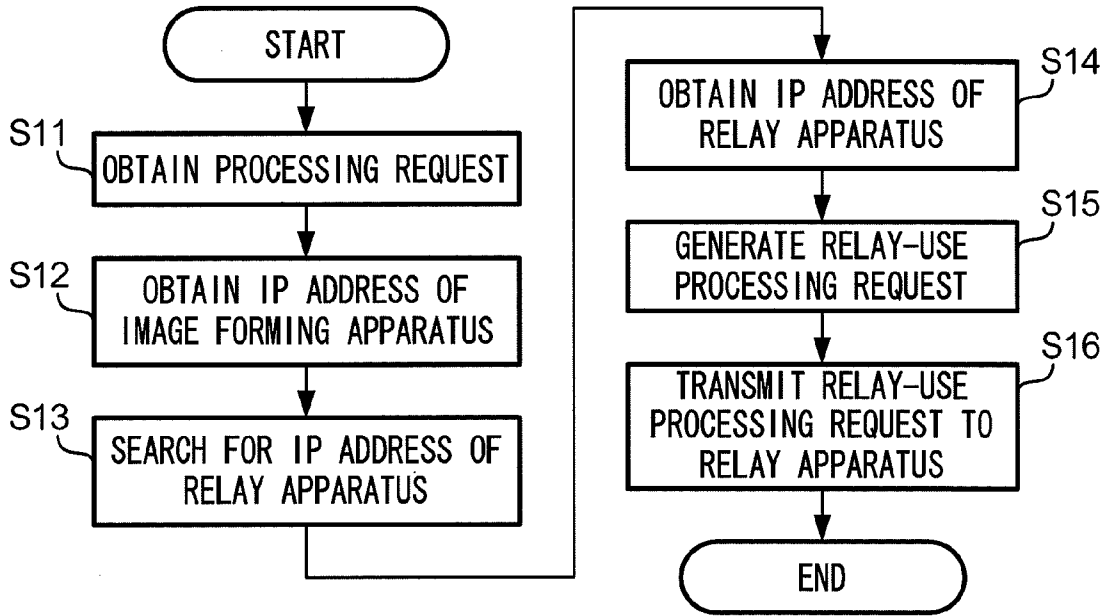 START
S11
OBTAIN PROCESSING REQUEST
S12
OBTAIN IP ADDRESS OF
IMAGE FORMING APPARATUS
S13
SEARCH FOR IP ADDRESS OF
RELAY APPARATUS
S14
OBTAIN IP ADDRESS OF
RELAY APPARATUS
S15
GENERATE RELAY-USE
PROCESSING REQUEST
S16
TRANSMIT RELAY-USE
PROCESSING REQUEST TO
RELAY APPARATUS
END